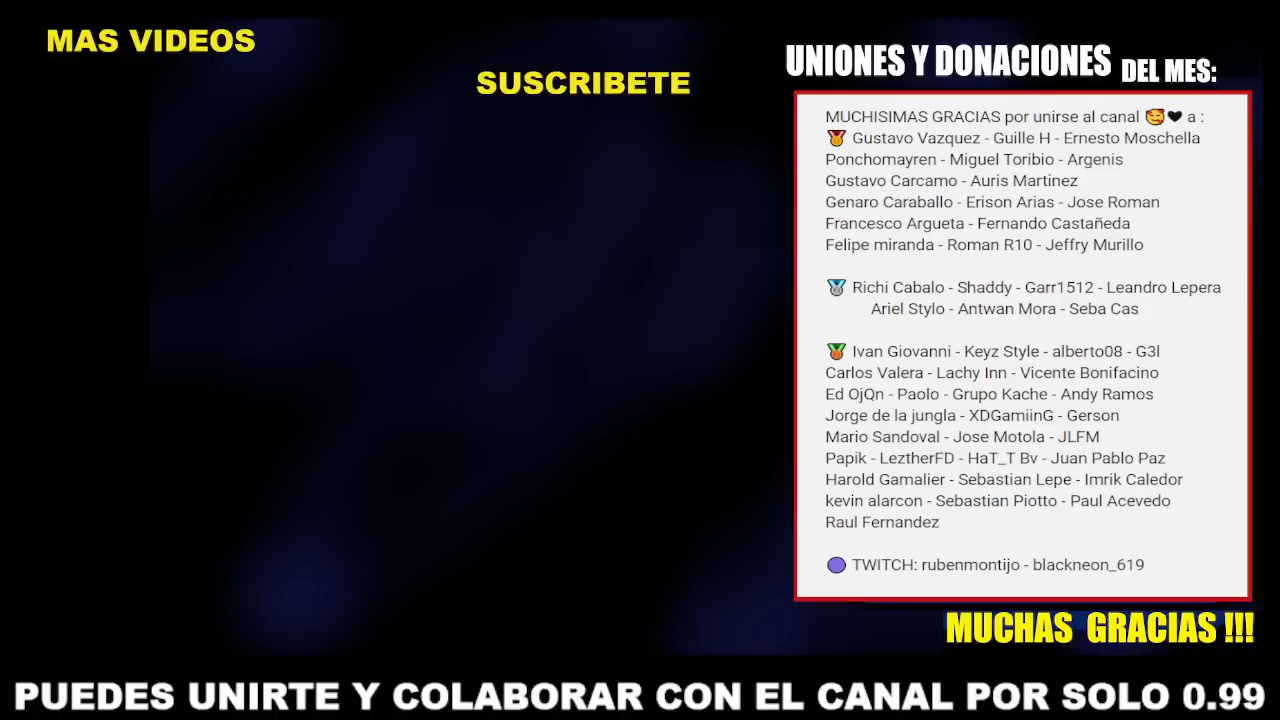 MAS VIDEOS
SUSCRIBETE
UNIONES Y DONACIONES DEL MES:
MUCHISIMAS GRACIAS por unirse al canal 🥰🖤 a :
🥇 Gustavo Vazquez - Guille H - Ernesto Moschella
Ponchomayren - Miguel Toribio - Argenis
Gustavo Carcamo - Auris Martinez
Genaro Caraballo - Erison Arias - Jose Roman
Francesco Argueta - Fernando Castañeda
Felipe miranda - Roman R10 - Jeffry Murillo
🥈 Richi Cabalo - Shaddy - Garr1512 - Leandro Lepera
Ariel Stylo - Antwan Mora - Seba Cas
🥉 Ivan Giovanni - Keyz Style - alberto08 - G3l
Carlos Valera - Lachy Inn - Vicente Bonifacino
Ed OjQn - Paolo - Grupo Kache - Andy Ramos
Jorge de la jungla - XDGamiinG - Gerson
Mario Sandoval - Jose Motola - JLFM
Papik - LeztherFD - HaT_T Bv - Juan Pablo Paz
Harold Gamalier - Sebastian Lepe - Imrik Caledor
kevin alarcon - Sebastian Piotto - Paul Acevedo
Raul Fernandez
🟣 TWITCH: rubenmontijo - blackneon_619
MUCHAS GRACIAS !!!
PUEDES UNIRTE Y COLABORAR CON EL CANAL POR SOLO 0.99